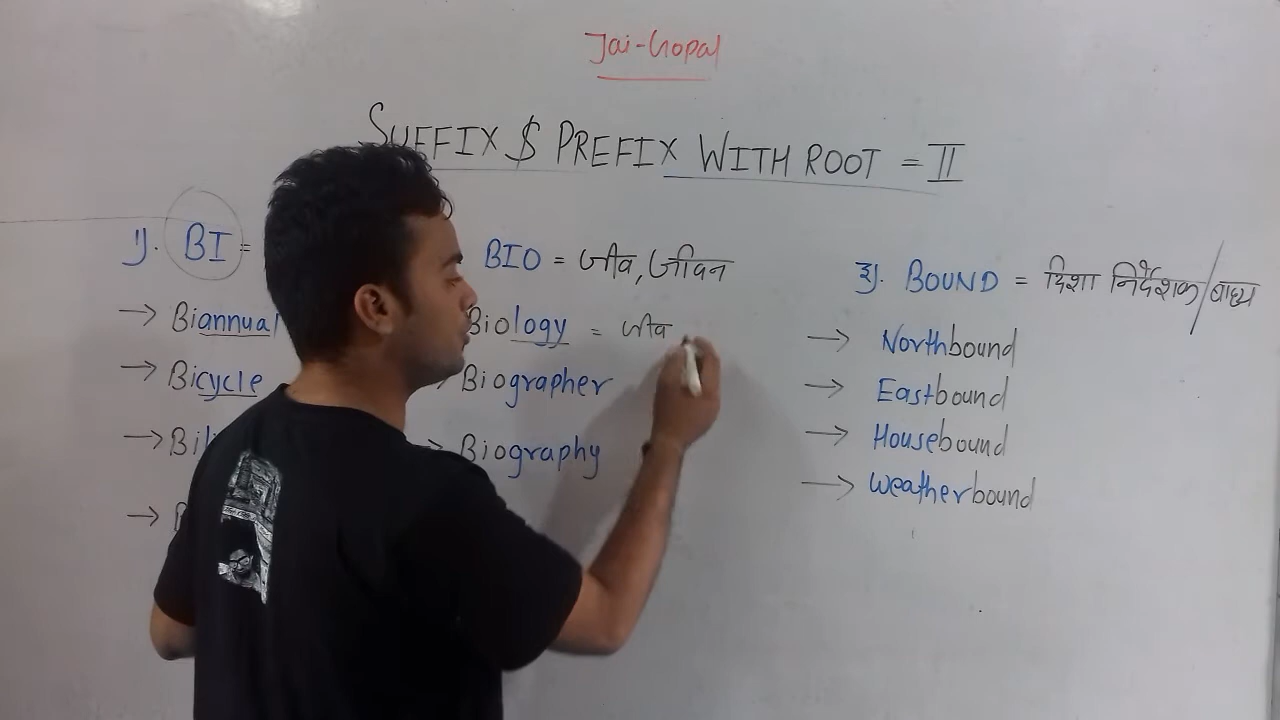 Jai-Gopal
SUFFIX $ PREFIX WITH ROOT = II
1). BI =
→ Biannual
→ Bicycle
→ Bili
→ B
BIO = जीव, जीवन
Biology = जीव
→ Biographer
→ Biography
3). BOUND = दिशा निर्देशक/बाध्य
→ Northbound
→ Eastbound
→ Housebound
→ Weatherbound